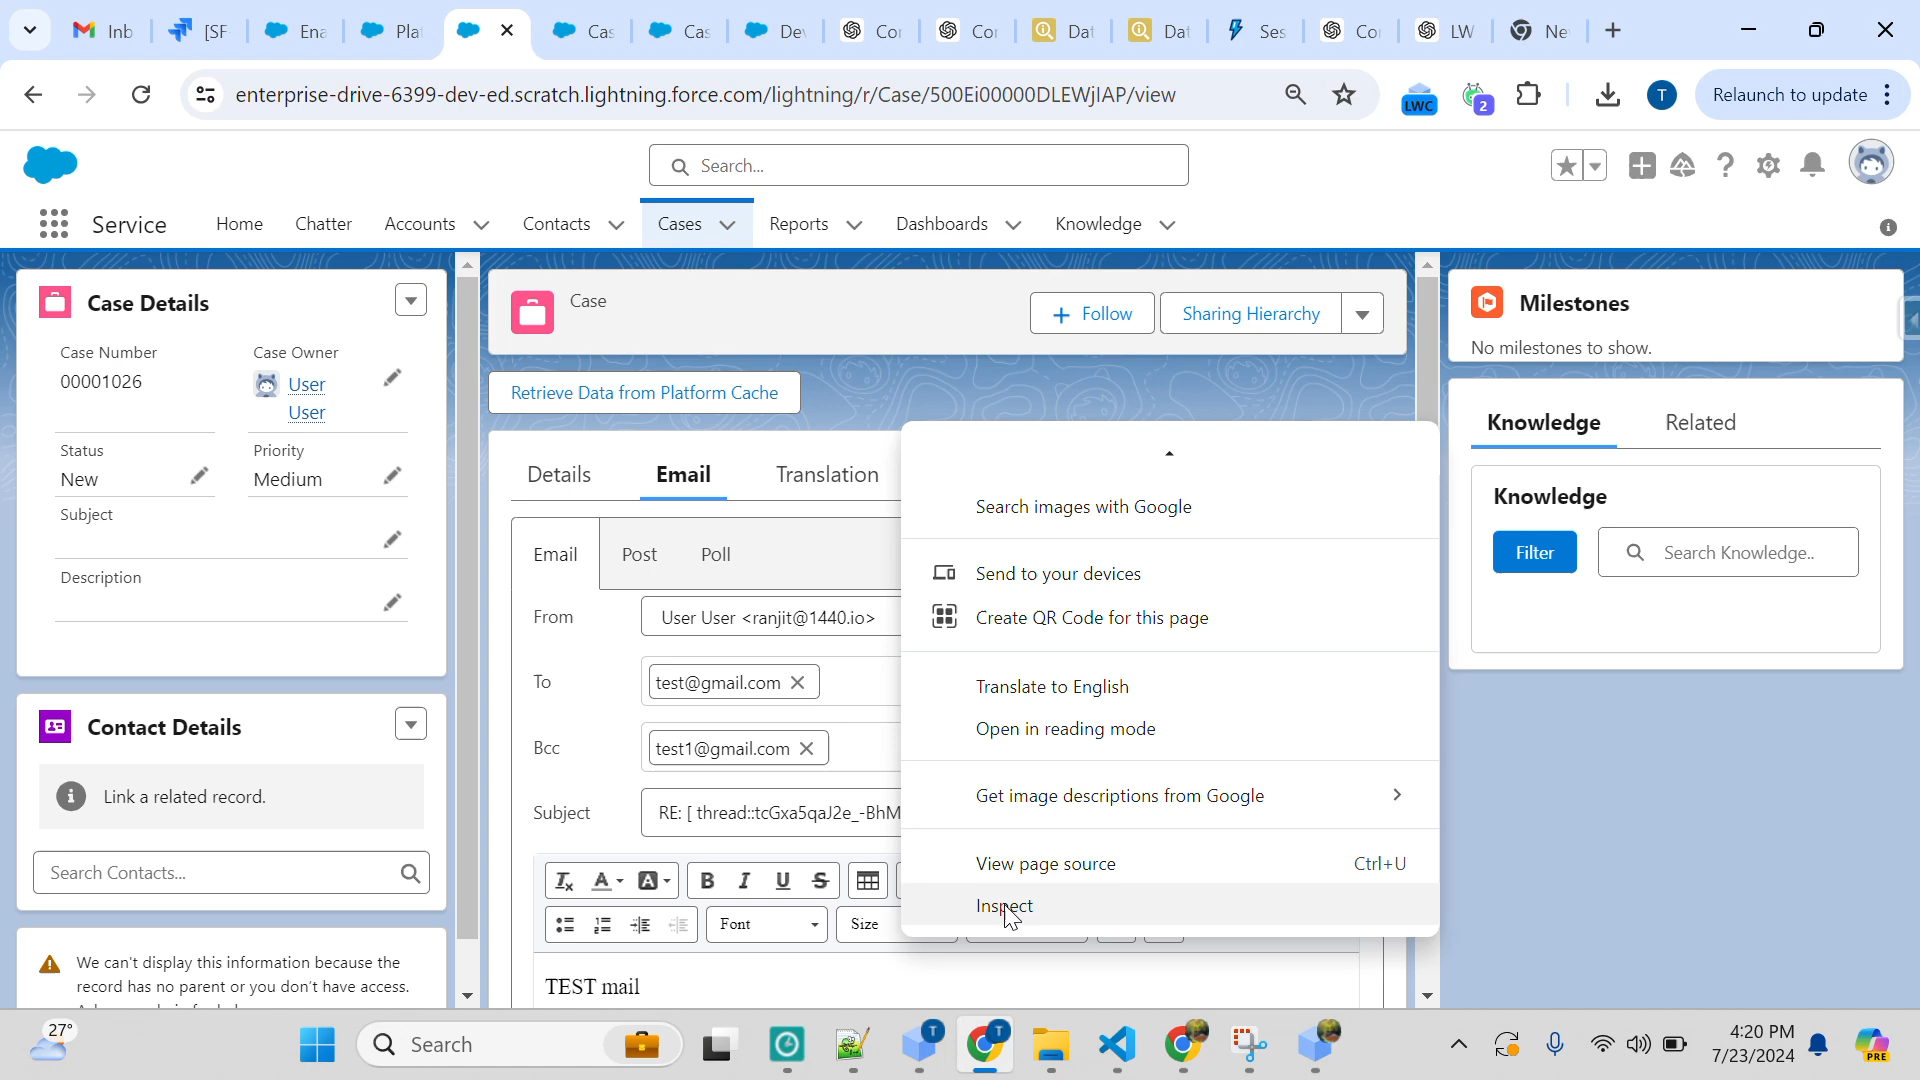 Inb
[SF
Ena
Pla
Cas
Cas
Dev
Co
Co
Dat
Dat
Ses
Co
LW
Ne
enterprise-drive-6399-dev-ed.scratch.lightning.force.com/lightning/r/Case/500Ei00000DLEWjIAP/view
LWC
2
T
Relaunch to update
Search...
Service
Home
Chatter
Accounts
Contacts
Cases
Reports
Dashboards
Knowledge
Case Details
Case Number
Case Owner
00001026
User
User
Status
Priority
New
Medium
Subject
Description
Contact Details
Link a related record.
Search Contacts...
We can't display this information because the
record has no parent or you don't have access.
Case
Follow
Sharing Hierarchy
Retrieve Data from Platform Cache
Details
Email
Translation
Email
Post
Poll
From
User User <ranjit@1440.io>
To
test@gmail.com
Bcc
test1@gmail.com
Subject
RE: [ thread::tcGxa5qaJ2e_-BhM
Font
Size
TEST mail
Search images with Google
Send to your devices
Create QR Code for this page
Translate to English
Open in reading mode
Get image descriptions from Google
View page source
Ctrl+U
Inspect
Milestones
No milestones to show.
Knowledge
Related
Knowledge
Filter
Search Knowledge..
27°
Search
T
T
4:20 PM
7/23/2024
PRE